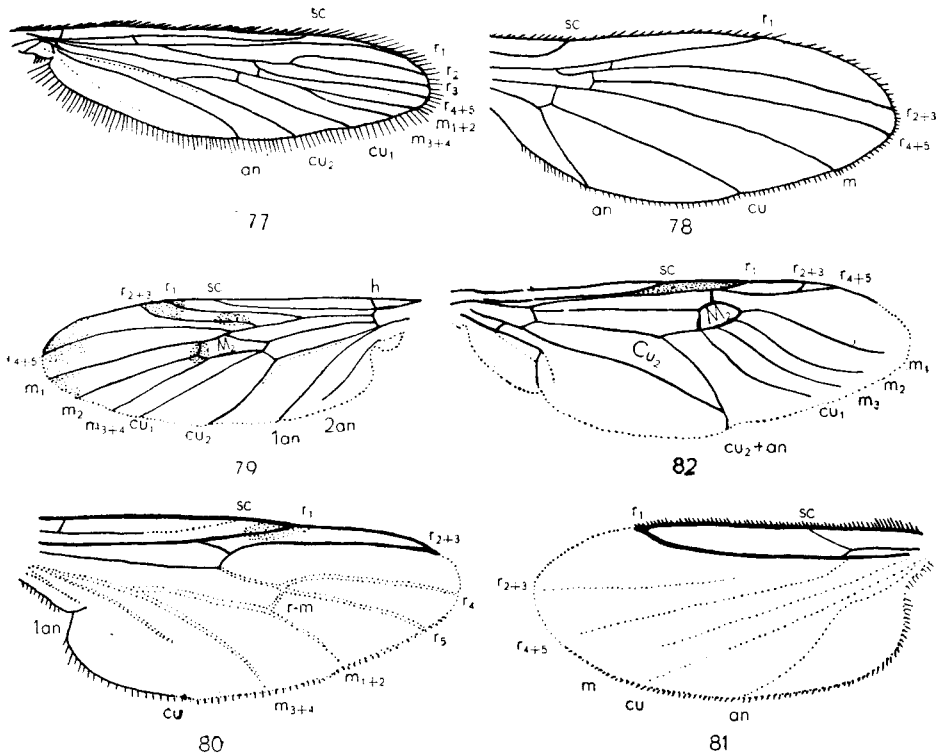 sc
r1
r2
r3
r4+5
m1+2
m3+4
cu1
cu2
an
77
sc
r1
r2+3
r4+5
m
cu
an
78
r2+3
r1
sc
h
r4+5
M
m1
m2
m3+4
cu1
cu2
1an
2an
79
sc
r1
r2+3
r4+5
M
Cu2
m1
m2
m3
cu1
cu2+an
82
sc
r1
r2+3
r4
r-m
r5
1an
m1+2
m3+4
cu
80
r1
sc
r2+3
r4+5
m
cu
an
81